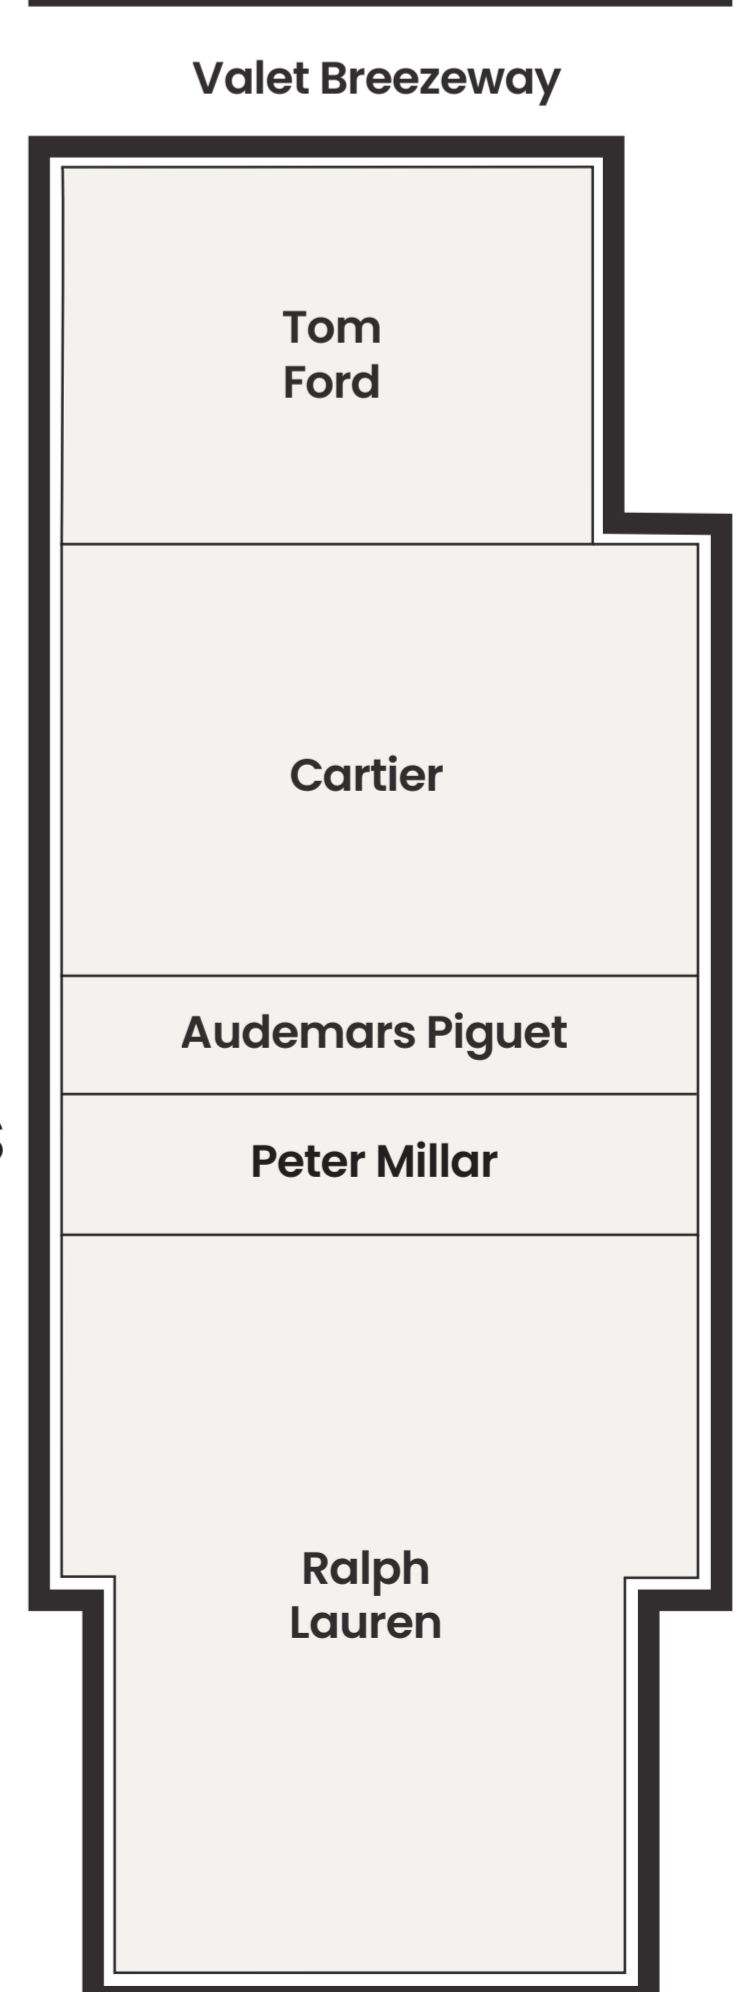 Valet Breezeway
Tom
Ford
Cartier
Audemars Piguet
Peter Millar
Ralph
Lauren